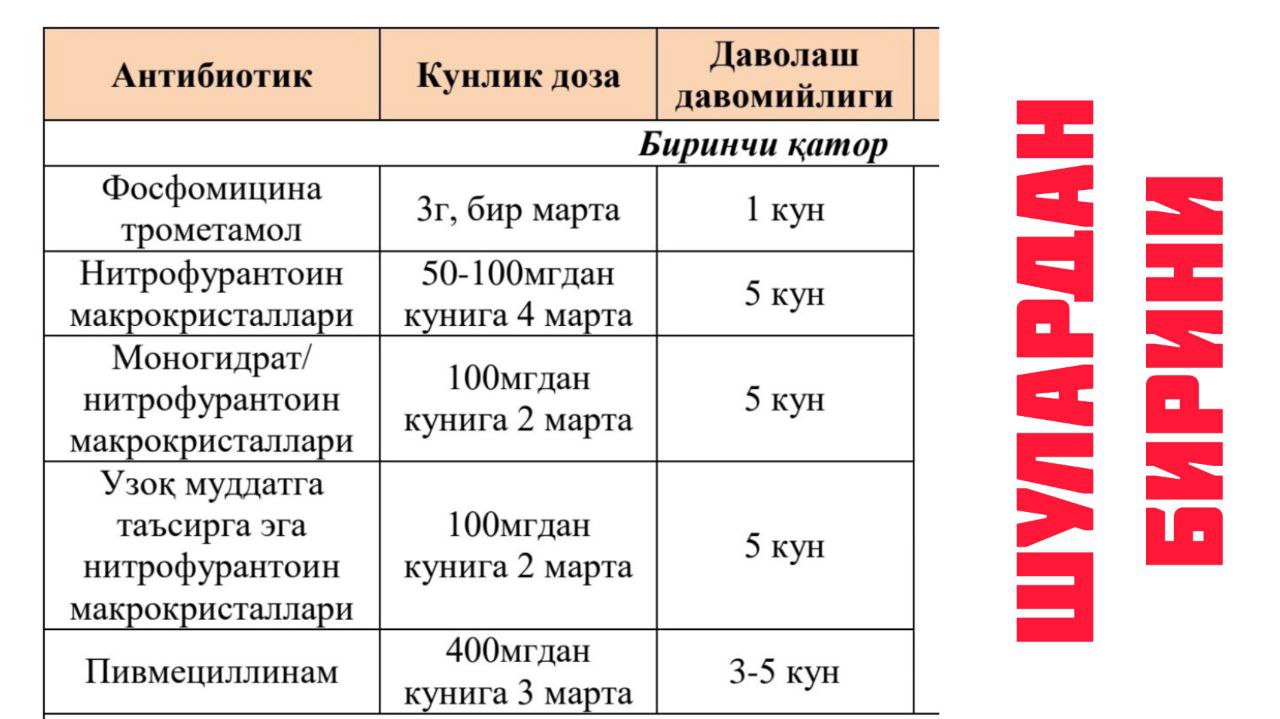 Антибиотик
Кунлик доза
Даволаш
давомийлиги
Биринчи қатор
Фосфомицина
трометамол
3г, бир марта
1 кун
Нитрофурантоин
макрокристаллари
50-100мгдан
кунига 4 марта
5 кун
Моногидрат/
нитрофурантоин
макрокристаллари
100мгдан
кунига 2 марта
5 кун
Узоқ муддатга
таъсирга эга
нитрофурантоин
макрокристаллари
100мгдан
кунига 2 марта
5 кун
Пивмециллинам
400мгдан
кунига 3 марта
3-5 кун
ШУЛАРДАН
БИРИНИ